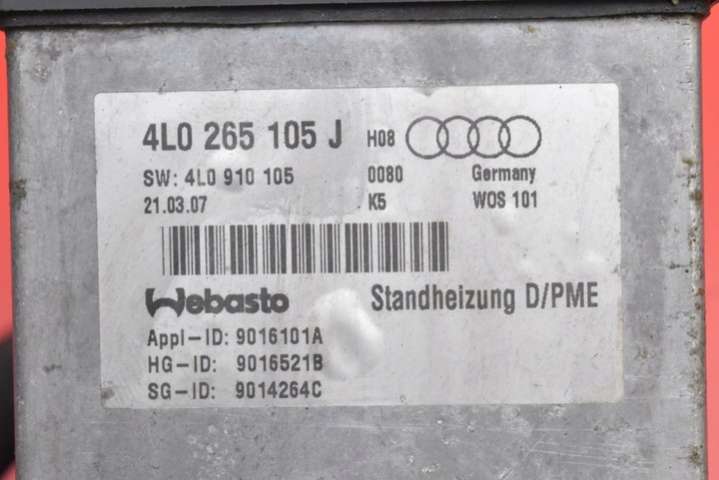 4L0 265 105 J H08
SW: 4L0 910 105 0080 Germany
21.03.07 K5 WOS 101
Webasto Standheizung D/PME
Appl-ID: 9016101A
HG-ID: 9016521B
SG-ID: 9014264C